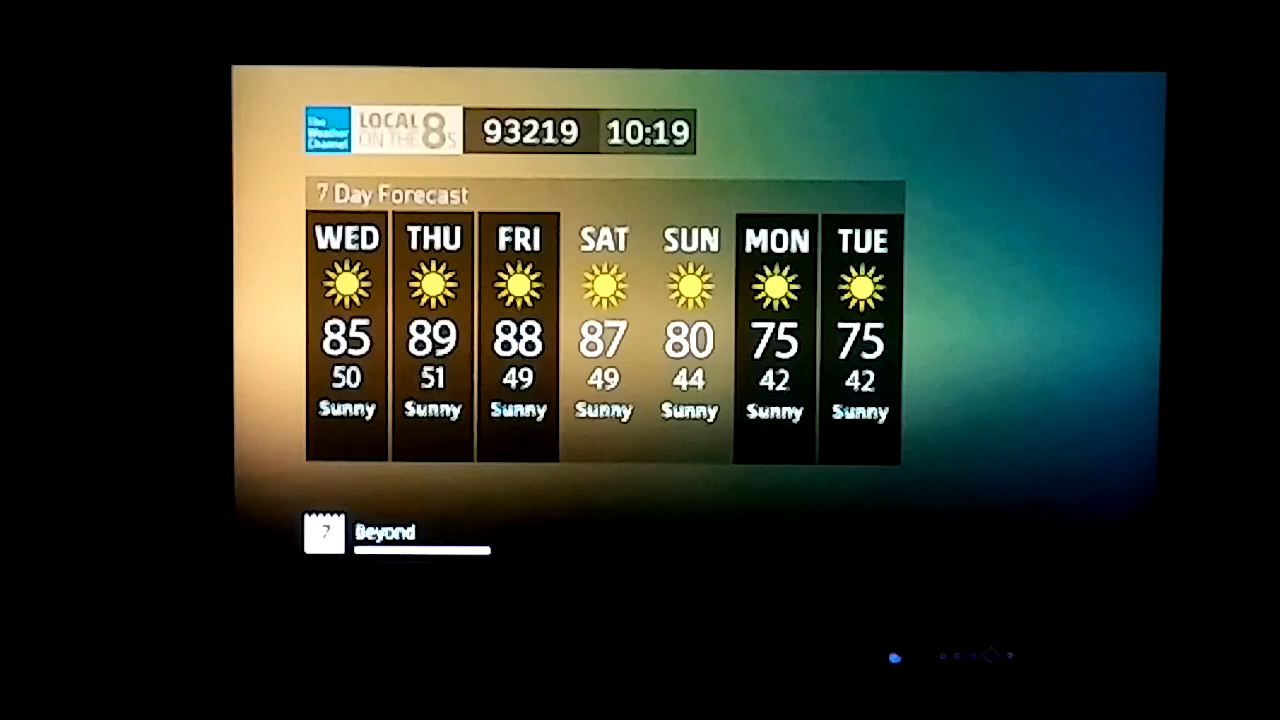 The
Weather
Channel
LOCAL
ON THE 8s
93219 10:19
7 Day Forecast
WED THU FRI SAT SUN MON TUE
85 89 88 87 80 75 75
50 51 49 49 44 42 42
Sunny Sunny Sunny Sunny Sunny Sunny Sunny
7 Beyond